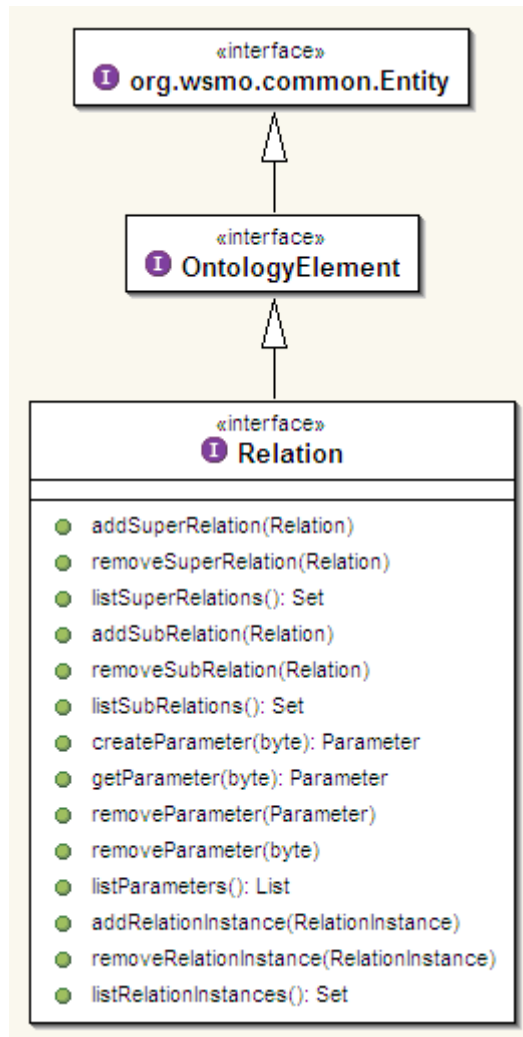 «interface»
I org.wsmo.common.Entity
«interface»
I OntologyElement
«interface»
I Relation
addSuperRelation(Relation)
removeSuperRelation(Relation)
listSuperRelations(): Set
addSubRelation(Relation)
removeSubRelation(Relation)
listSubRelations(): Set
createParameter(byte): Parameter
getParameter(byte): Parameter
removeParameter(Parameter)
removeParameter(byte)
listParameters(): List
addRelationInstance(RelationInstance)
removeRelationInstance(RelationInstance)
listRelationInstances(): Set